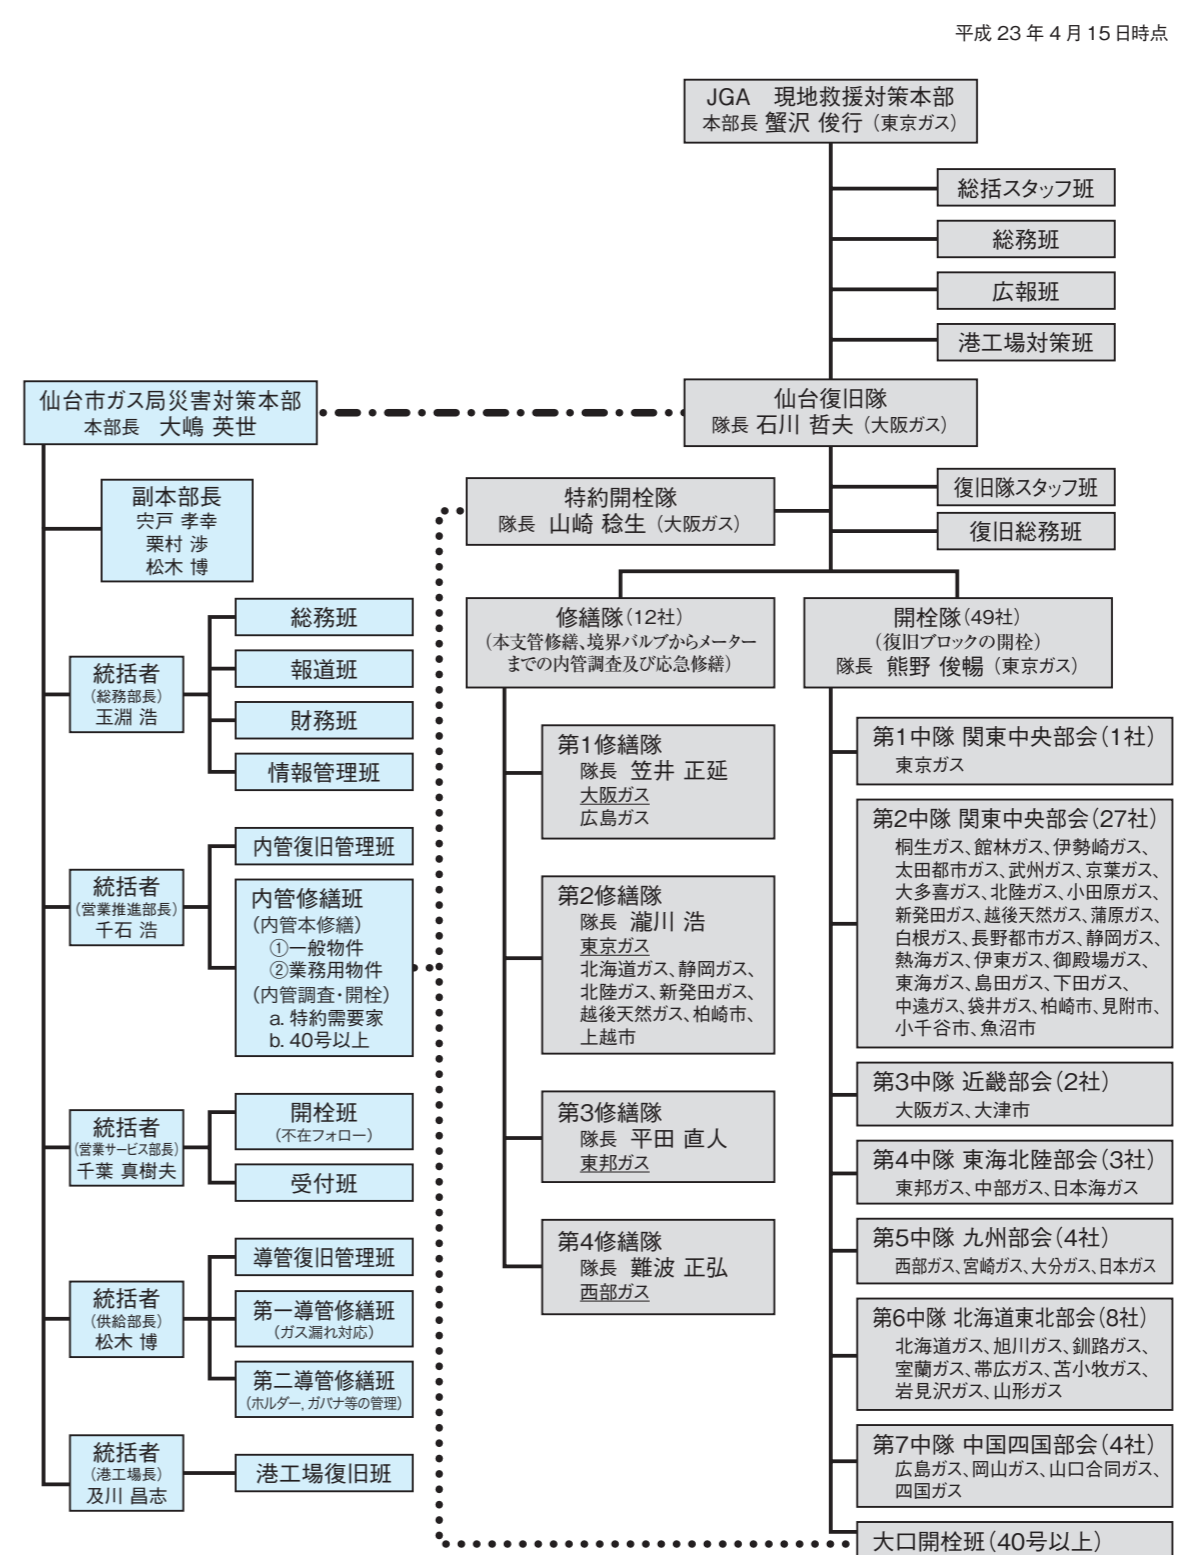 平成 23 年 4 月 15 日時点
JGA　現地救援対策本部
本部長 蟹沢 俊行（東京ガス）
総括スタッフ班
総務班
広報班
港工場対策班
仙台復旧隊
隊長 石川 哲夫（大阪ガス）
復旧隊スタッフ班
復旧総務班
特約開栓隊
隊長 山崎 稔生（大阪ガス）
仙台市ガス局災害対策本部
本部長　大嶋 英世
副本部長
宍戸 孝幸
栗村 渉
松木 博
統括者
（総務部長）
玉淵 浩
総務班
報道班
財務班
情報管理班
統括者
（営業推進部長）
千石 浩
内管復旧管理班
内管修繕班
（内管本修繕）
①一般物件
②業務用物件
（内管調査・開栓）
a. 特約需要家
b. 40号以上
統括者
（営業サービス部長）
千葉 真樹夫
開栓班
（不在フォロー）
受付班
統括者
（供給部長）
松木 博
導管復旧管理班
第一導管修繕班
（ガス漏れ対応）
第二導管修繕班
（ホルダー, ガバナ等の管理）
統括者
（港工場長）
及川 昌志
港工場復旧班
修繕隊（12社）
（本支管修繕、境界バルブからメーター
までの内管調査及び応急修繕）
第1修繕隊
隊長 笠井 正延
大阪ガス
広島ガス
第2修繕隊
隊長 瀧川 浩
東京ガス
北海道ガス、静岡ガス、
北陸ガス、新発田ガス、
越後天然ガス、柏崎市、
上越市
第3修繕隊
隊長 平田 直人
東邦ガス
第4修繕隊
隊長 難波 正弘
西部ガス
開栓隊（49社）
（復旧ブロックの開栓）
隊長 熊野 俊暢（東京ガス）
第1中隊 関東中央部会（1社）
東京ガス
第2中隊 関東中央部会（27社）
桐生ガス、館林ガス、伊勢崎ガス、
太田都市ガス、武州ガス、京葉ガス、
大多喜ガス、北陸ガス、小田原ガス、
新発田ガス、越後天然ガス、蒲原ガス、
白根ガス、長野都市ガス、静岡ガス、
熱海ガス、伊東ガス、御殿場ガス、
東海ガス、島田ガス、下田ガス、
中遠ガス、袋井ガス、柏崎市、見附市、
小千谷市、魚沼市
第3中隊 近畿部会（2社）
大阪ガス、大津市
第4中隊 東海北陸部会（3社）
東邦ガス、中部ガス、日本海ガス
第5中隊 九州部会（4社）
西部ガス、宮崎ガス、大分ガス、日本ガス
第6中隊 北海道東北部会（8社）
北海道ガス、旭川ガス、釧路ガス、
室蘭ガス、帯広ガス、苫小牧ガス、
岩見沢ガス、山形ガス
第7中隊 中国四国部会（4社）
広島ガス、岡山ガス、山口合同ガス、
四国ガス
大口開栓班（40号以上）